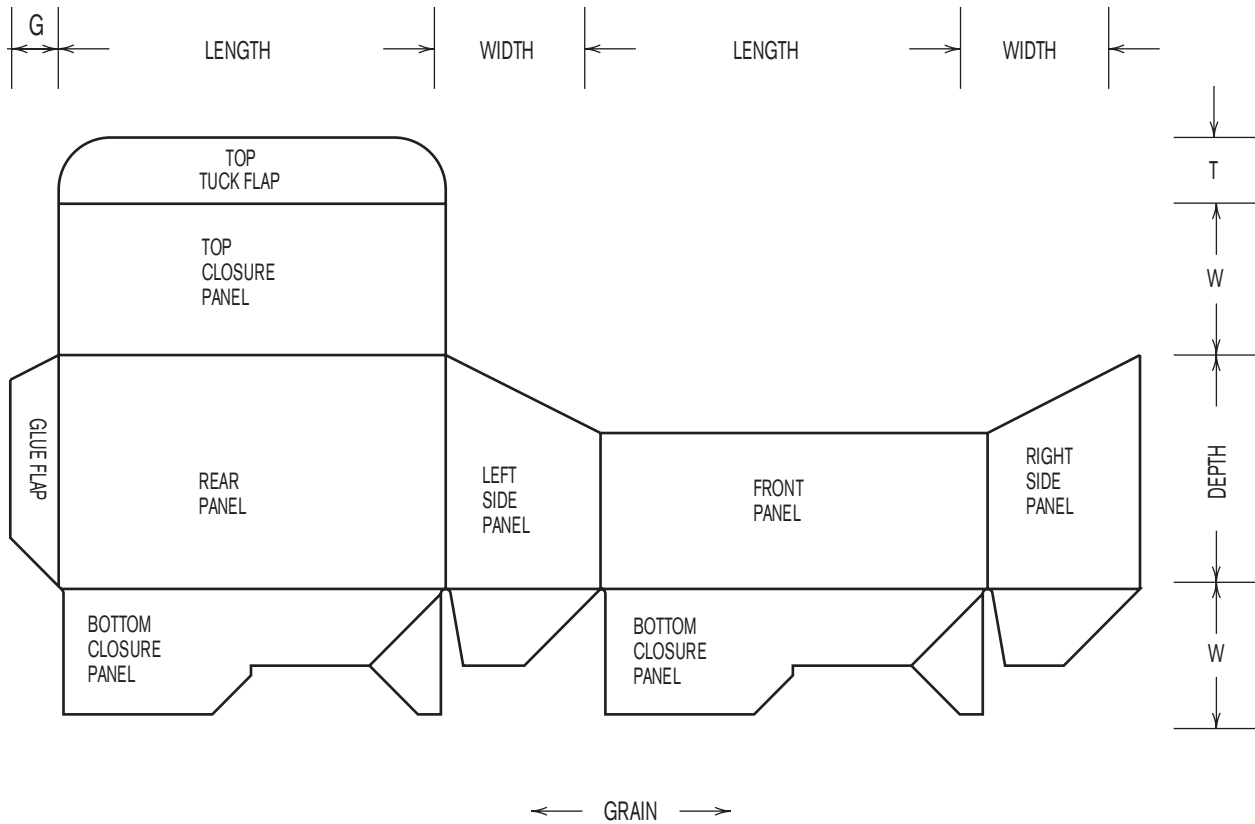 G
LENGTH
WIDTH
LENGTH
WIDTH
TOP
TUCK FLAP
T
TOP
CLOSURE
PANEL
W
GLUE FLAP
REAR
PANEL
LEFT
SIDE
PANEL
FRONT
PANEL
RIGHT
SIDE
PANEL
DEPTH
BOTTOM
CLOSURE
PANEL
BOTTOM
CLOSURE
PANEL
W
GRAIN